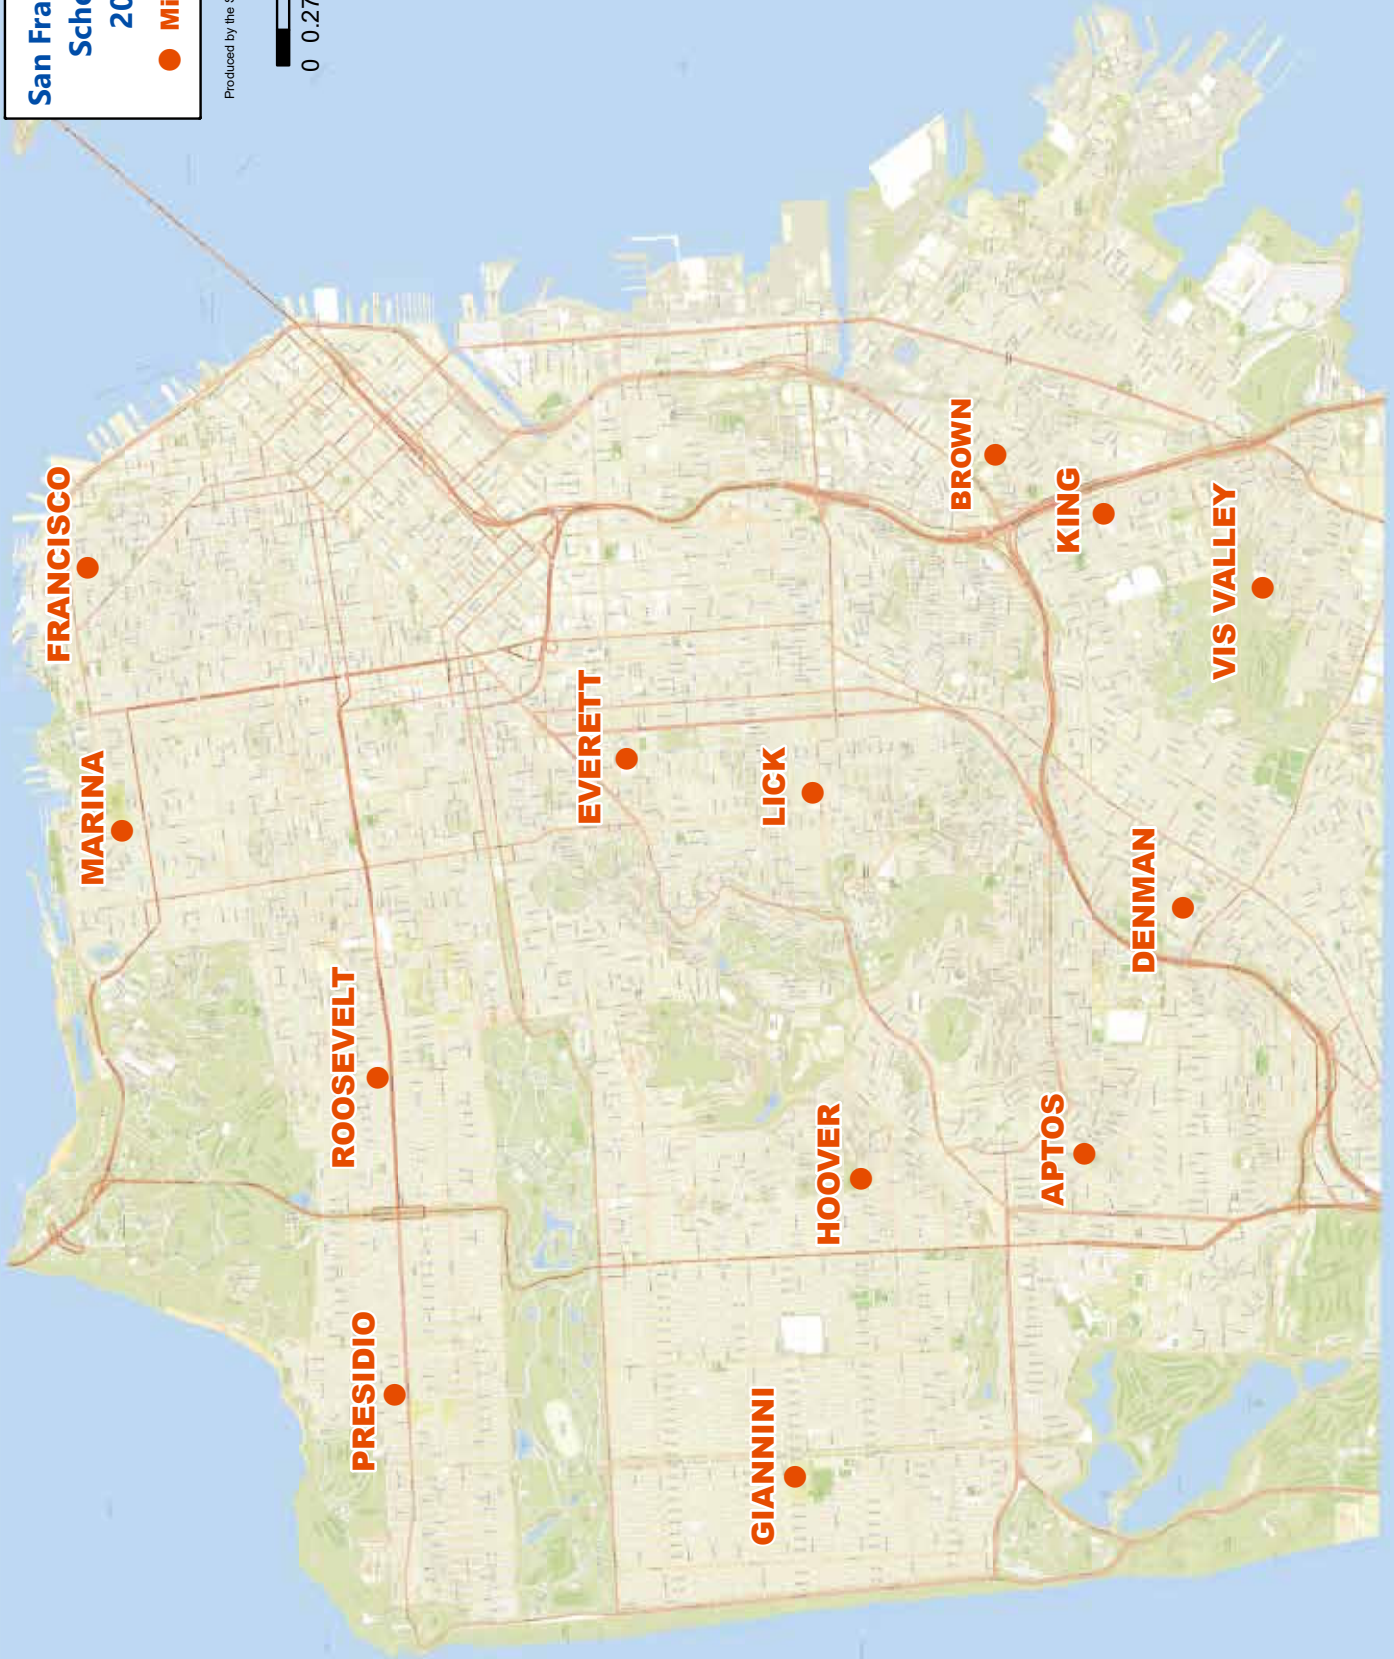 San Fra
Scho
20
Mi
Produced by the S
0 0.27
FRANCISCO
MARINA
ROOSEVELT
PRESIDIO
EVERETT
LICK
HOOVER
GIANNINI
BROWN
KING
VIS VALLEY
DENMAN
APTOS